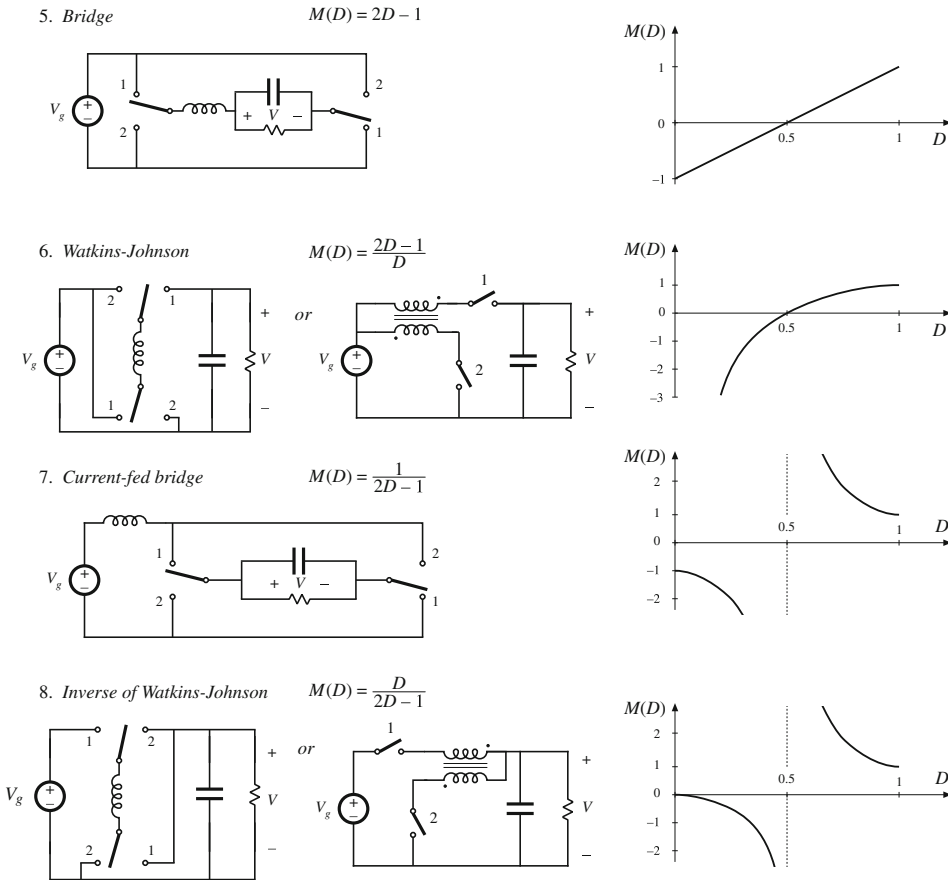 5. Bridge
M(D) = 2D – 1
V_g
+
–
1
2
+ V –
2
1
M(D)
1
0
–1
0.5
1
D
6. Watkins-Johnson
M(D) = (2D – 1)/D
V_g
+
–
2
1
1
2
+
V
–
or
V_g
+
–
1
2
+
V
–
M(D)
1
0
–1
–2
–3
0.5
1
D
7. Current-fed bridge
M(D) = 1/(2D – 1)
V_g
+
–
1
2
+ V –
2
1
M(D)
2
1
0
–1
–2
0.5
1
D
8. Inverse of Watkins-Johnson
M(D) = D/(2D – 1)
V_g
+
–
1
2
2
1
+
V
–
or
V_g
+
–
1
2
+
V
–
M(D)
2
1
0
–1
–2
0.5
1
D